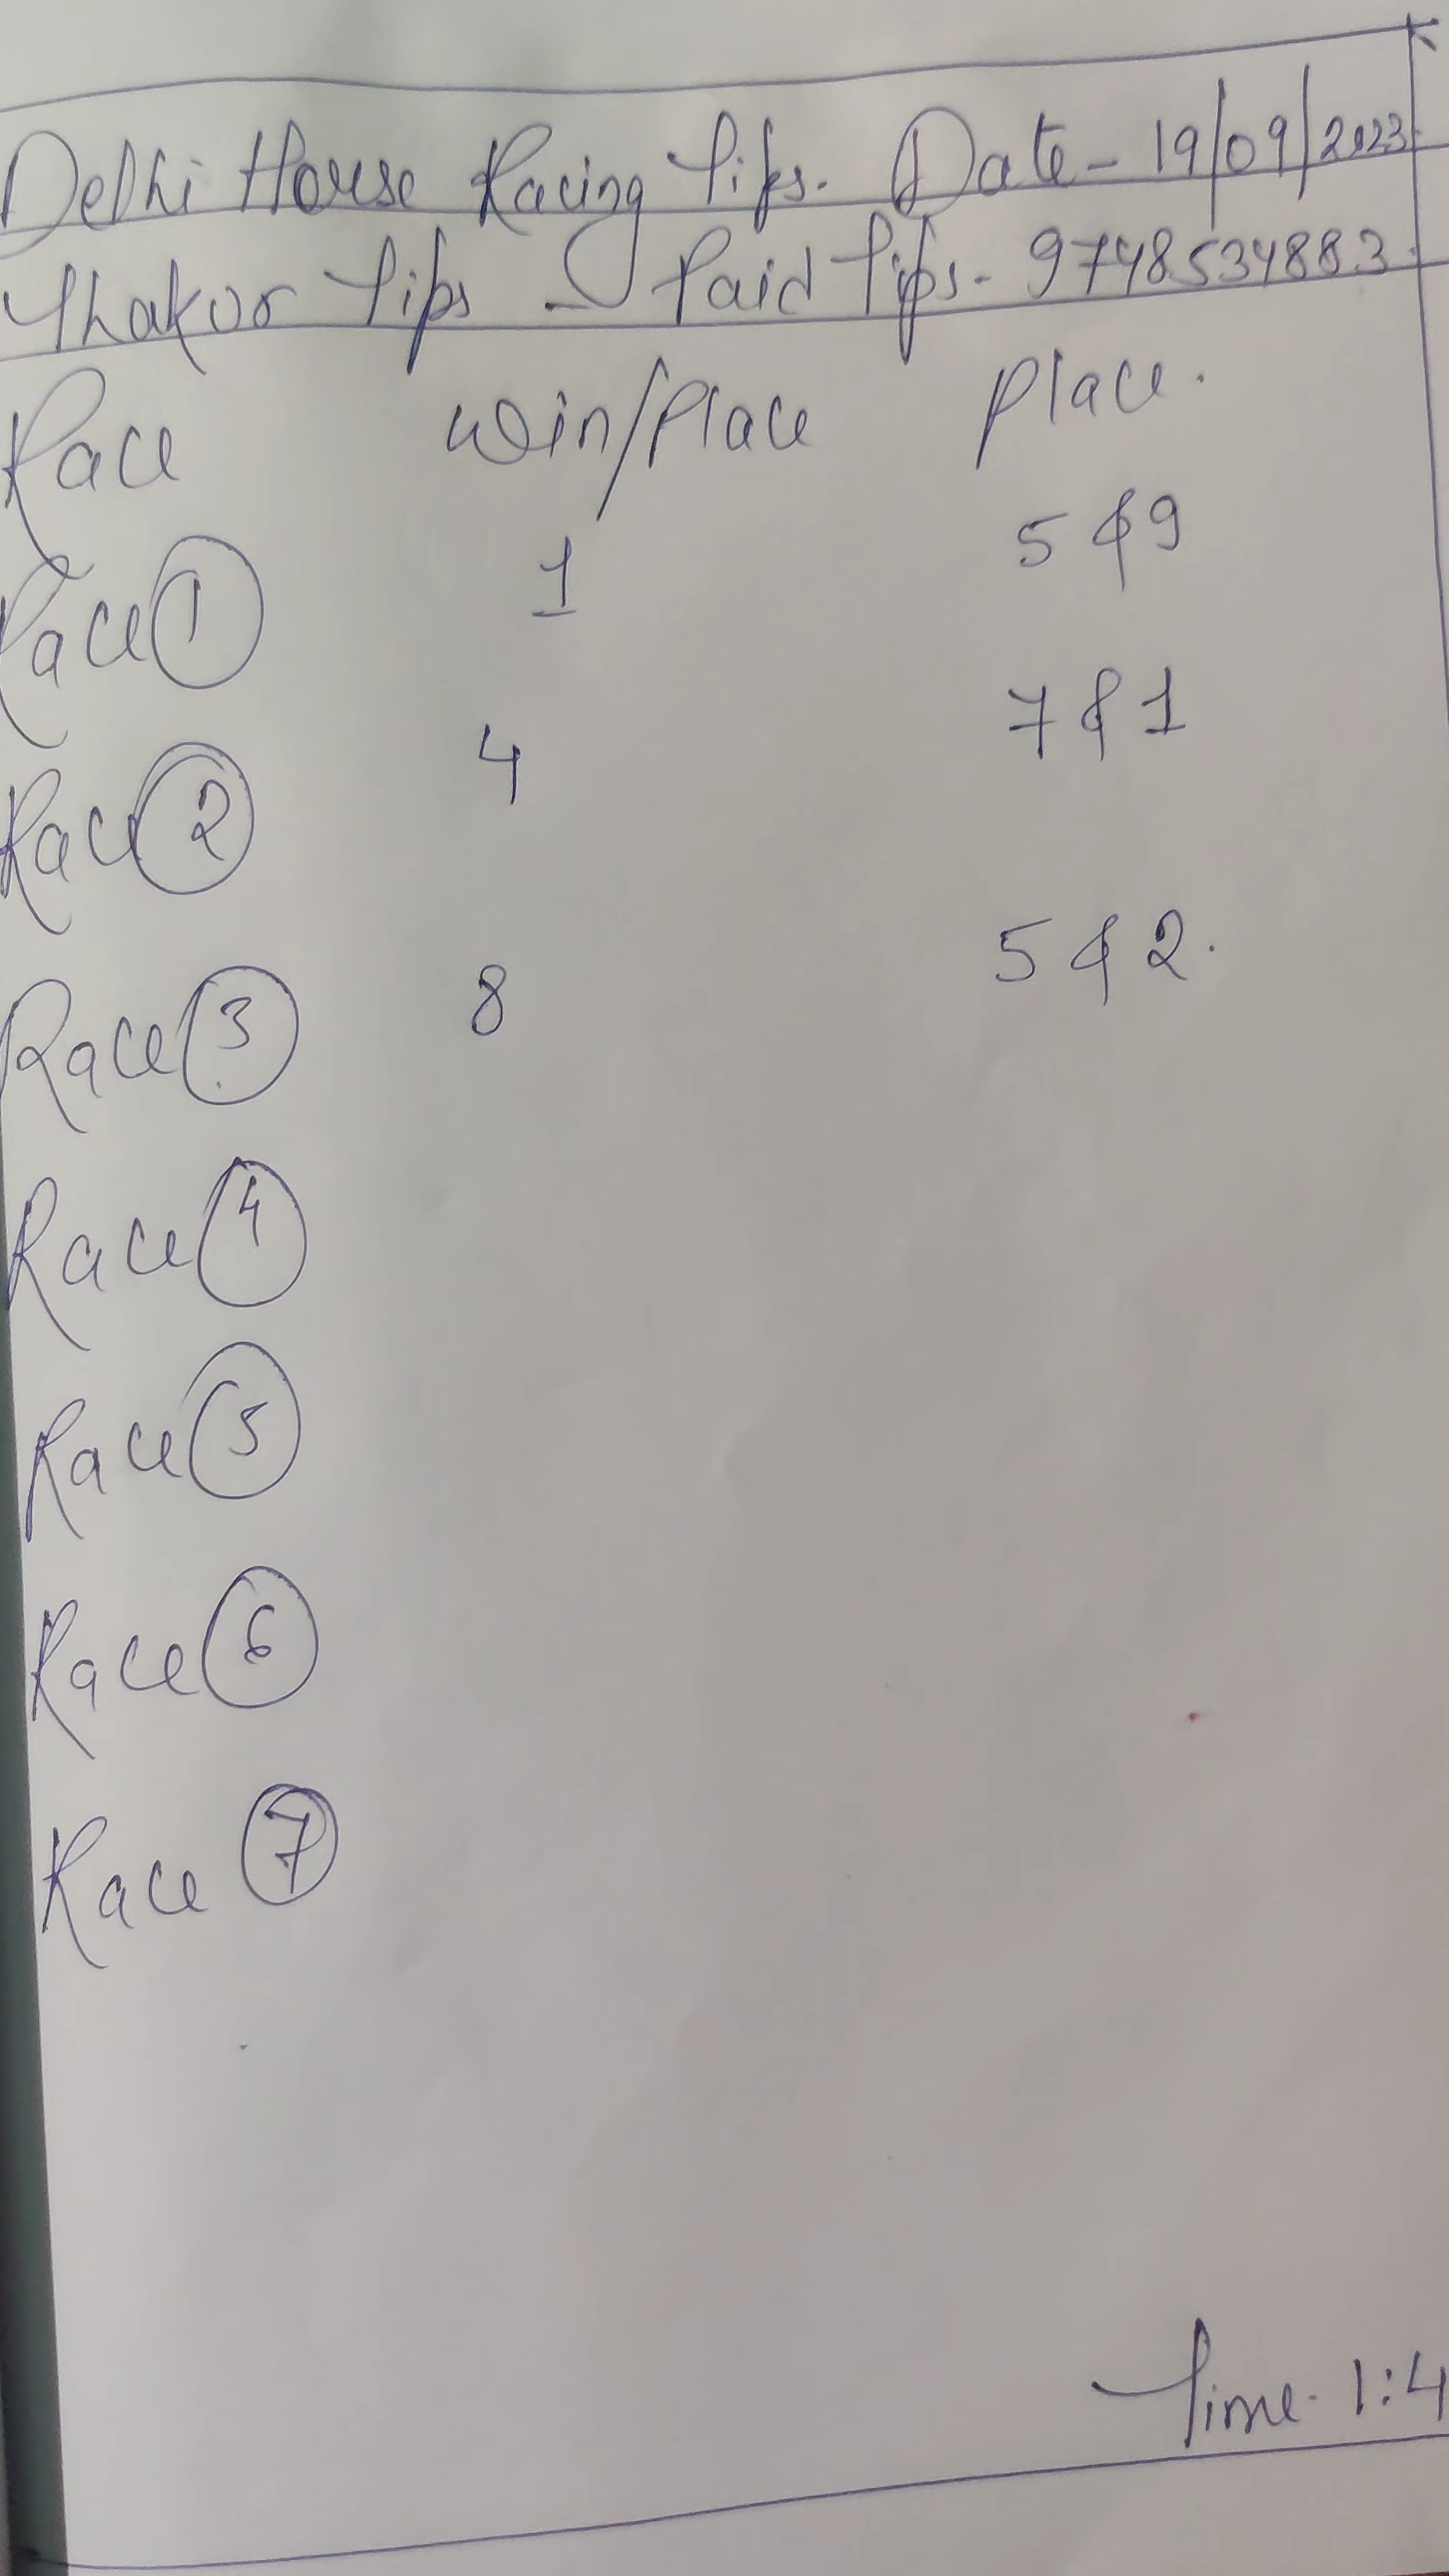 Delhi Horse Racing Tips. Date - 19/09/2023
Thakur Tips - Paid Tips - 9748534883.
Race Win/Place Place.
Race 1 1 5 & 9
Race 2 4 7 & 1
Race 3 8 5 & 2.
Race 4
Race 5
Race 6
Race 7
Time - 1:4